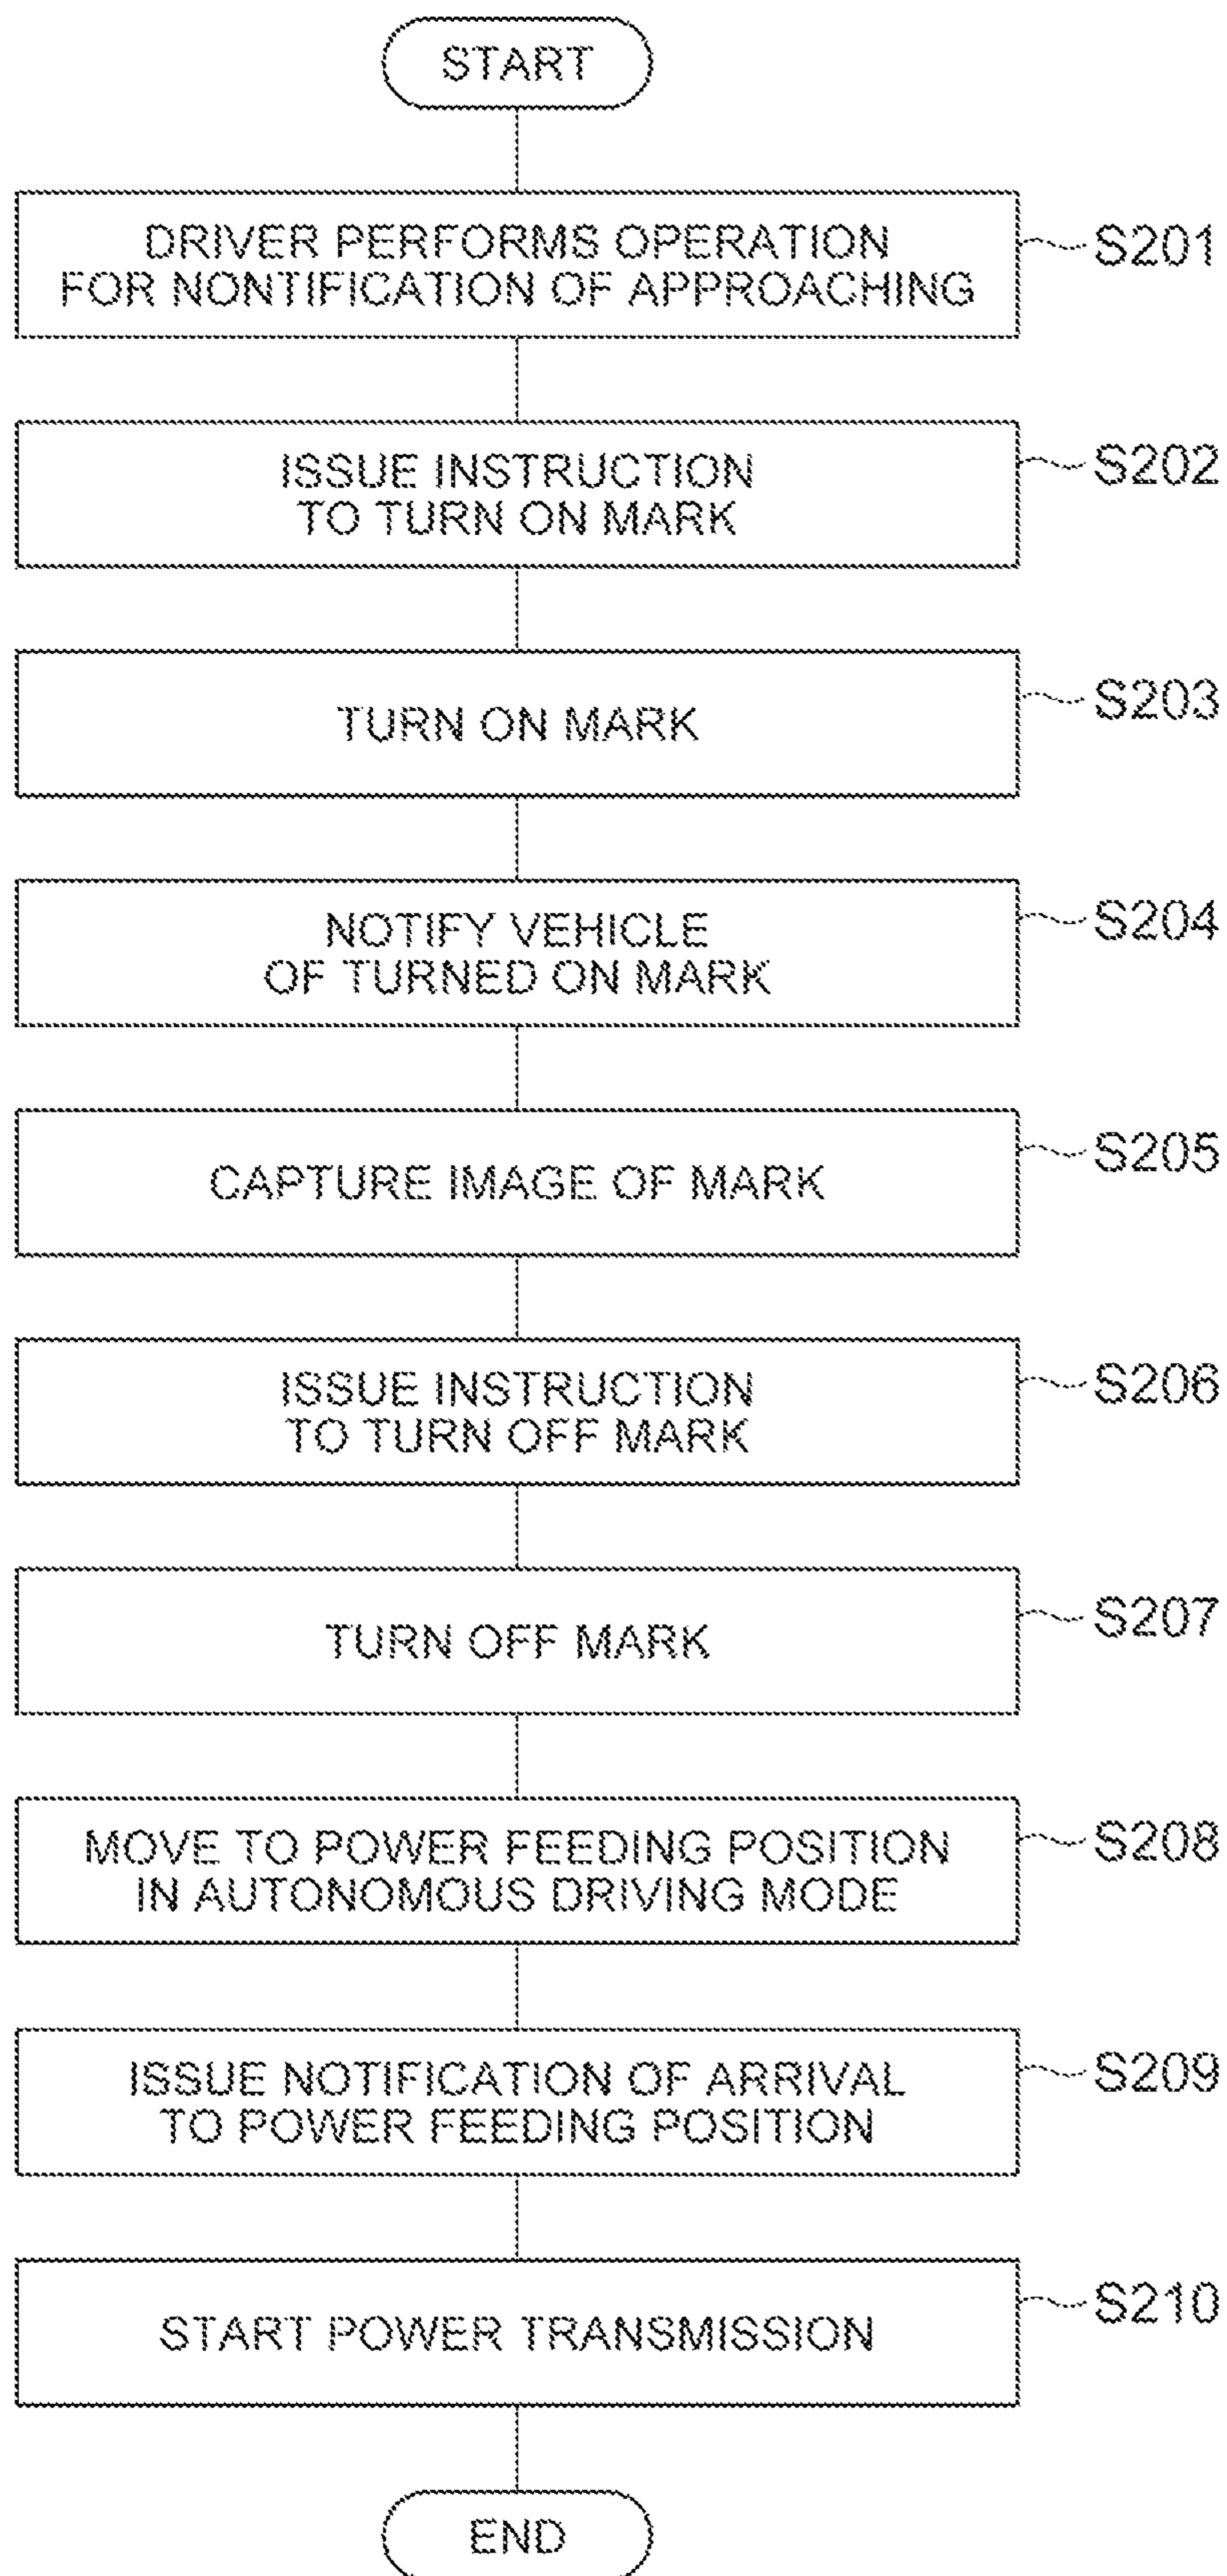 START
DRIVER PERFORMS OPERATION
FOR NONTIFICATION OF APPROACHING
S201
ISSUE INSTRUCTION
TO TURN ON MARK
S202
TURN ON MARK
S203
NOTIFY VEHICLE
OF TURNED ON MARK
S204
CAPTURE IMAGE OF MARK
S205
ISSUE INSTRUCTION
TO TURN OFF MARK
S206
TURN OFF MARK
S207
MOVE TO POWER FEEDING POSITION
IN AUTONOMOUS DRIVING MODE
S208
ISSUE NOTIFICATION OF ARRIVAL
TO POWER FEEDING POSITION
S209
START POWER TRANSMISSION
S210
END